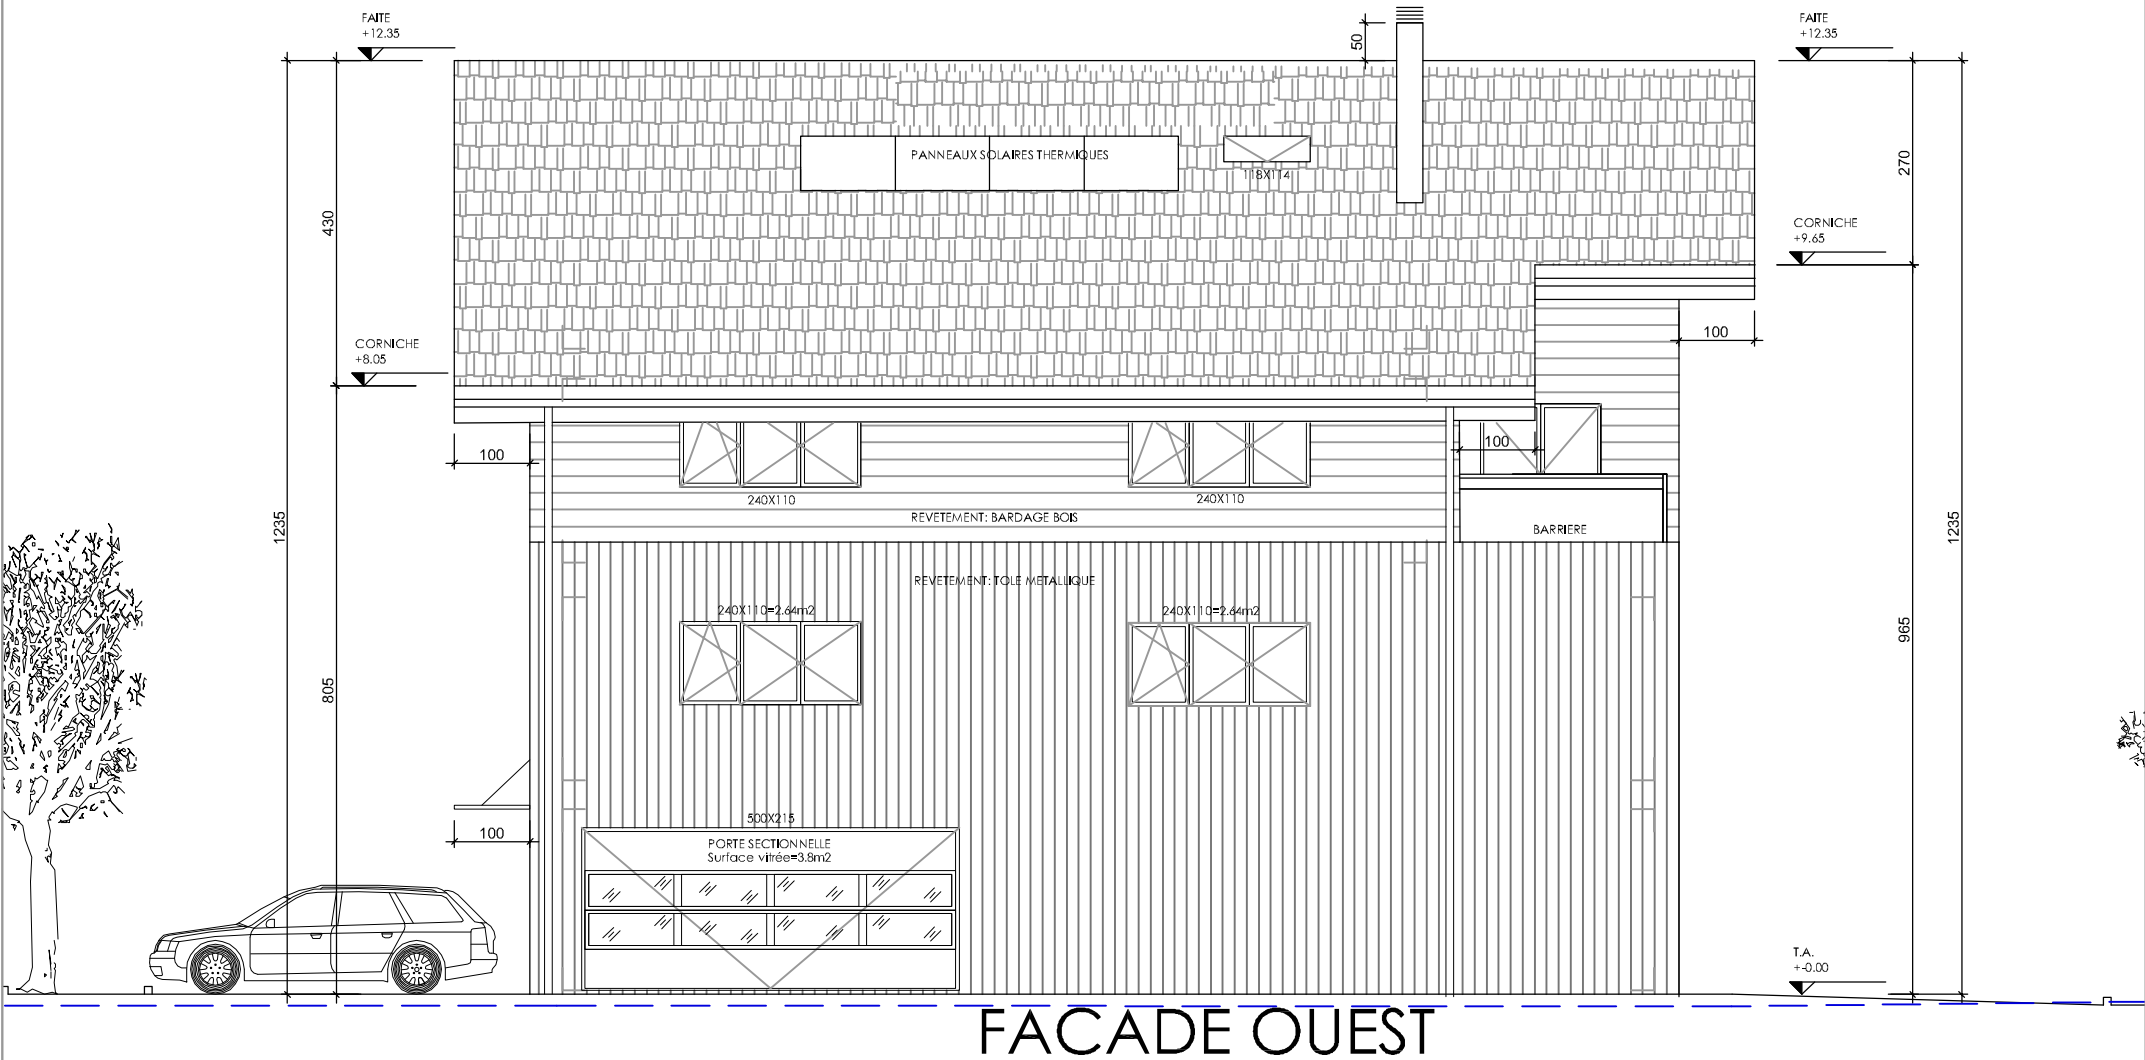 FAITE
+12.35
FAITE
+12.35
50
PANNEAUX SOLAIRES THERMIQUES
118X114
270
430
CORNICHE
+9.65
CORNICHE
+8.05
100
100
100
240X110
240X110
REVETEMENT: BARDAGE BOIS
BARRIERE
1235
1235
REVETEMENT: TOLE METALLIQUE
240X110=2.64m2
240X110=2.64m2
965
805
500X215
100
PORTE SECTIONNELLE
Surface vitrée=3.8m2
T.A.
+-0.00
FACADE OUEST